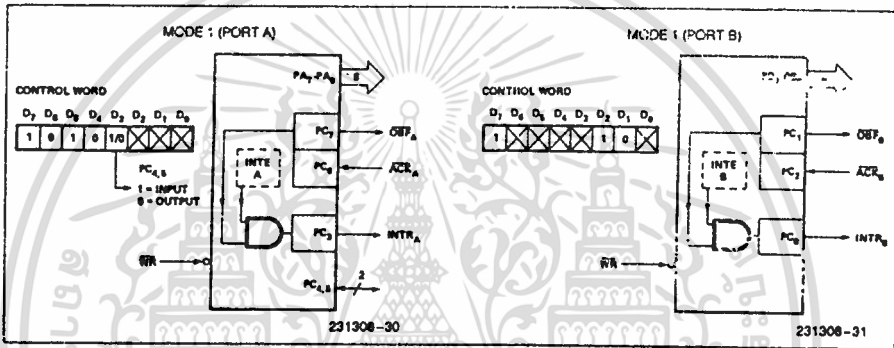 MODE 1 (PORT A)
CONTROL WORD
D7 D6 D5 D4 D3 D2 D1 D0
1 0 1 0 1/0
PC4,5
1 = INPUT
0 = OUTPUT
PA7-PA0
8
PC7
OBFA
PC6
ACKA
INTE
A
PC3
INTRA
WR
PC4,5
2
231308-30
MODE 1 (PORT B)
CONTROL WORD
D7 D6 D5 D4 D3 D2 D1 D0
1 1 0
PC1
OBFB
PC2
ACKB
INTE
B
PC0
INTRB
WR
231308-31